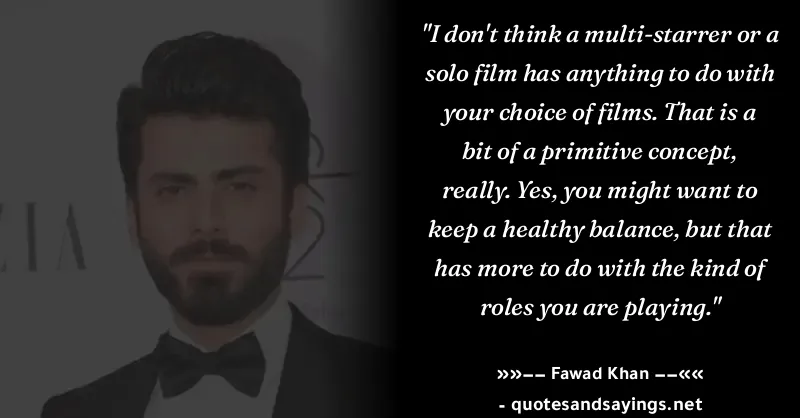 "I don't think a multi-starrer or a
solo film has anything to do with
your choice of films. That is a
bit of a primitive concept,
really. Yes, you might want to
keep a healthy balance, but that
has more to do with the kind of
roles you are playing."
»»–– Fawad Khan ––««
- quotesandsayings.net
ZIA